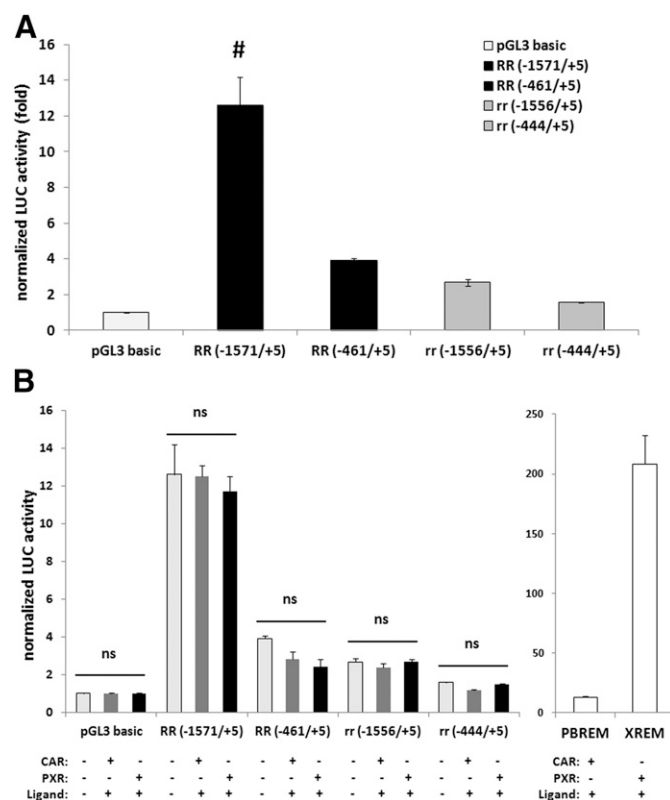 A
#
pGL3 basic
RR (-1571/+5)
RR (-461/+5)
rr (-1556/+5)
rr (-444/+5)
normalized LUC activity (fold)
16
14
12
10
8
6
4
2
0
pGL3 basic RR (-1571/+5) RR (-461/+5) rr (-1556/+5) rr (-444/+5)
B
normalized LUC activity
16
14
12
10
8
6
4
2
0
ns
ns
ns
ns
ns
pGL3 basic RR (-1571/+5) RR (-461/+5) rr (-1556/+5) rr (-444/+5)
250
200
150
100
50
0
PBREM XREM
CAR: - + - - + - - + - - + - - + - CAR: + -
PXR: - - + - - + - - + - - + - - + PXR: - +
Ligand: - + + - + + - + + - + + - + + Ligand: + +